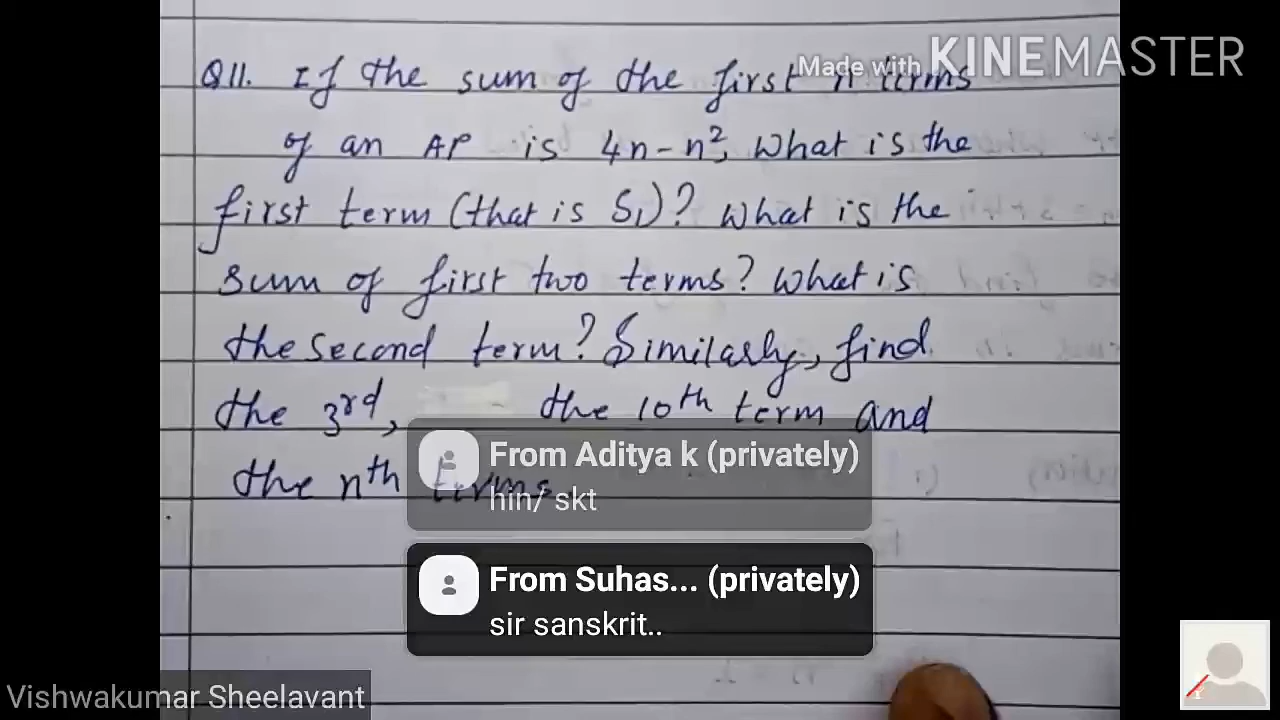 Made with KINEMASTER
Q11. If the sum of the first n terms
of an AP is 4n-n², What is the
first term (that is S₁)? What is the
sum of first two terms? What is
the second term? Similarly, find
the 3rd, the 10th term and
the nth terms.
From Aditya k (privately)
hin/ skt
From Suhas... (privately)
sir sanskrit..
Vishwakumar Sheelavant